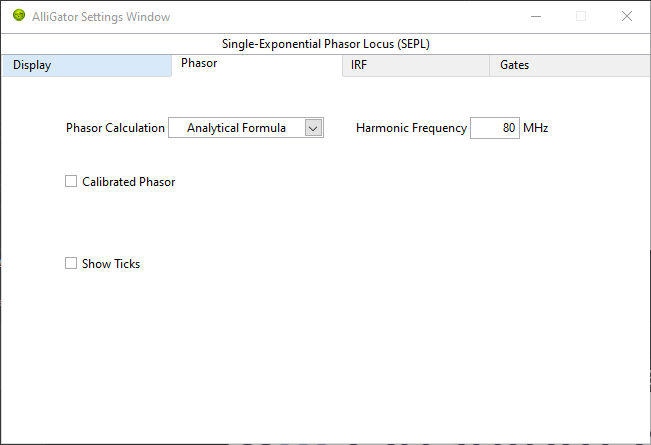 AlliGator Settings Window
Single-Exponential Phasor Locus (SEPL)
Display Phasor IRF Gates
Phasor Calculation Analytical Formula Harmonic Frequency 80 MHz
Calibrated Phasor
Show Ticks